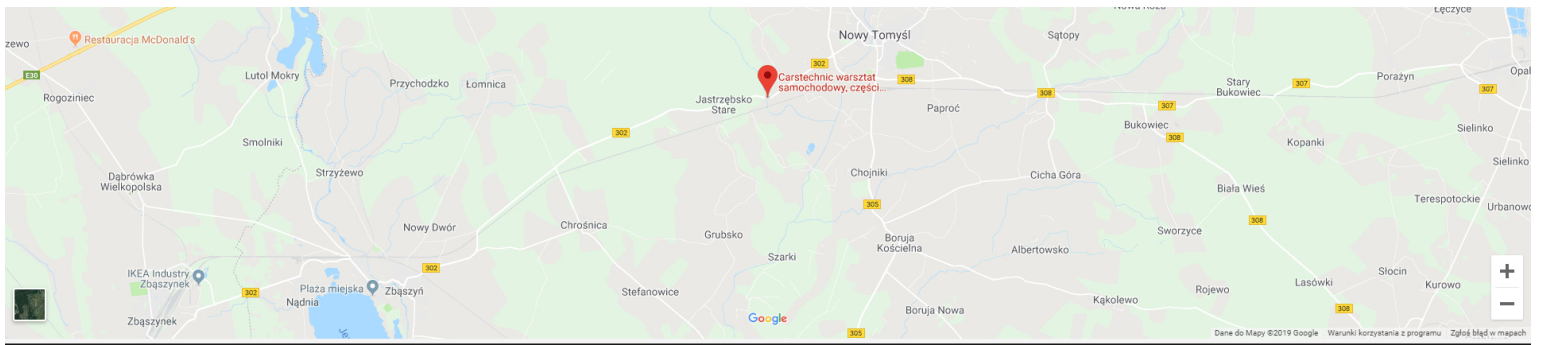 Nowa Róża
Łęczyce
zewo
Restauracja McDonald's
Nowy Tomyśl
Sątopy
302
E30
Lutol Mokry
Przychodzko
Łomnica
Carstechnic warsztat
samochodowy, części...
308
Stary
Bukowiec
307
Porażyn
Opal
307
Rogoziniec
Jastrzębsko
Stare
308
Paproć
307
302
Bukowiec
308
Sielinko
Smolniki
Kopanki
Sielinko
Dąbrówka
Wielkopolska
Strzyżewo
Chojniki
Cicha Góra
Biała Wieś
Terespotockie
Urbanowo
305
308
Nowy Dwór
Chrośnica
Grubsko
Boruja
Kościelna
Albertowsko
Sworzyce
Szarki
302
IKEA Industry
Zbąszynek
Słocin
Lasówki
Kurowo
302
Plaża miejska
Zbąszyń
Nądnia
Stefanowice
Rojewo
Kąkolewo
Boruja Nowa
308
Zbąszynek
Google
305
Dane do Mapy ©2019 Google
Warunki korzystania z programu
Zgłoś błąd w mapach